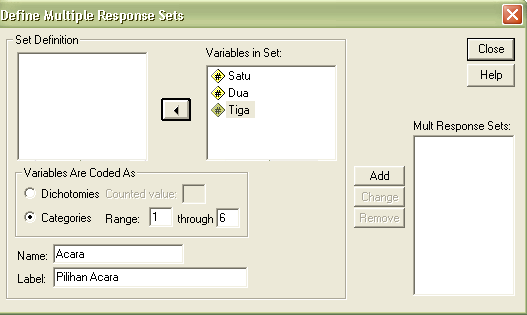 Define Multiple Response Sets
Set Definition
Variables in Set:
Satu
Dua
Tiga
Close
Help
Mult Response Sets:
Variables Are Coded As
Dichotomies Counted value:
Categories Range: 1 through 6
Add
Change
Remove
Name: Acara
Label: Pilihan Acara